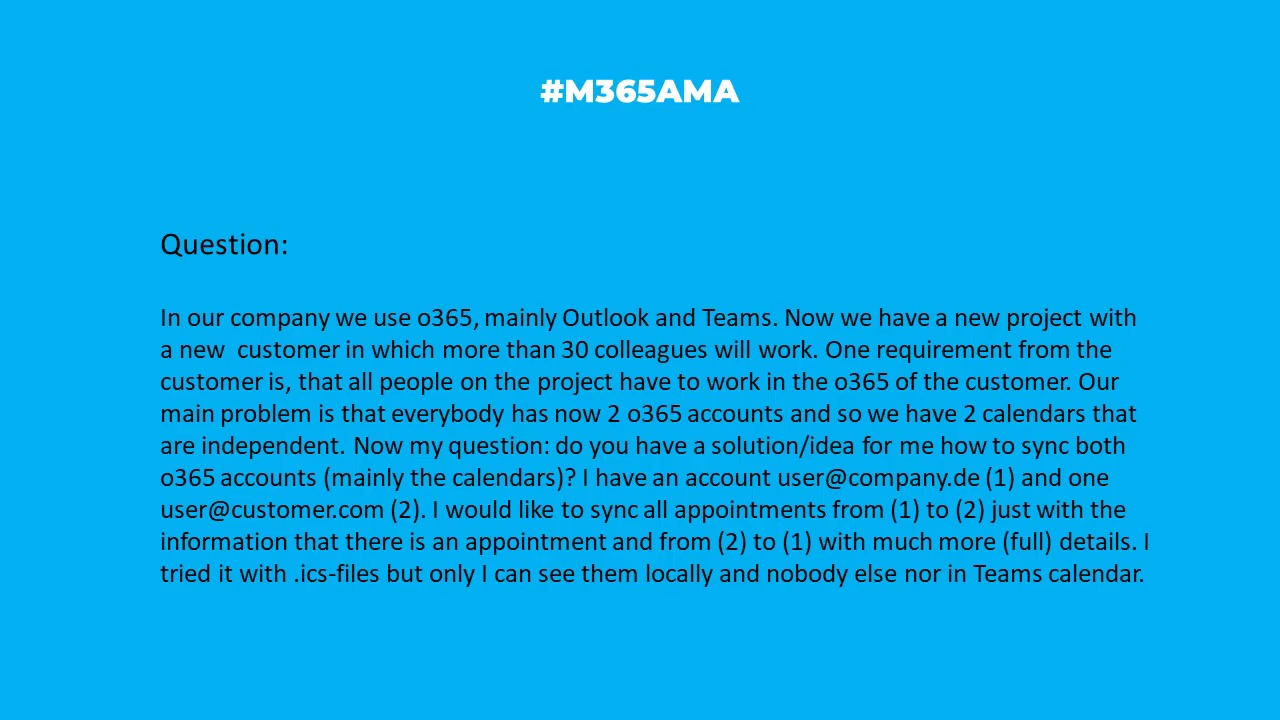 #M365AMA
Question:
In our company we use o365, mainly Outlook and Teams. Now we have a new project with
a new  customer in which more than 30 colleagues will work. One requirement from the
customer is, that all people on the project have to work in the o365 of the customer. Our
main problem is that everybody has now 2 o365 accounts and so we have 2 calendars that
are independent. Now my question: do you have a solution/idea for me how to sync both
o365 accounts (mainly the calendars)? I have an account user@company.de (1) and one
user@customer.com (2). I would like to sync all appointments from (1) to (2) just with the
information that there is an appointment and from (2) to (1) with much more (full) details. I
tried it with .ics-files but only I can see them locally and nobody else nor in Teams calendar.